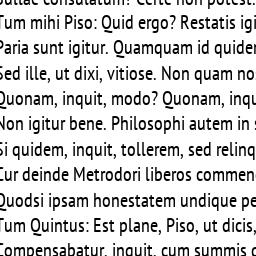 Nullae consulatum? Certe non potest.
Tum mihi Piso: Quid ergo? Restatis igi
Paria sunt igitur. Quamquam id quider
Sed ille, ut dixi, vitiose. Non quam no
Quonam, inquit, modo? Quonam, inqu
Non igitur bene. Philosophi autem in s
Si quidem, inquit, tollerem, sed relinq
Cur deinde Metrodori liberos commen
Quodsi ipsam honestatem undique pe
Tum Quintus: Est plane, Piso, ut dicis,
Compensabatur, inquit, cum summis d